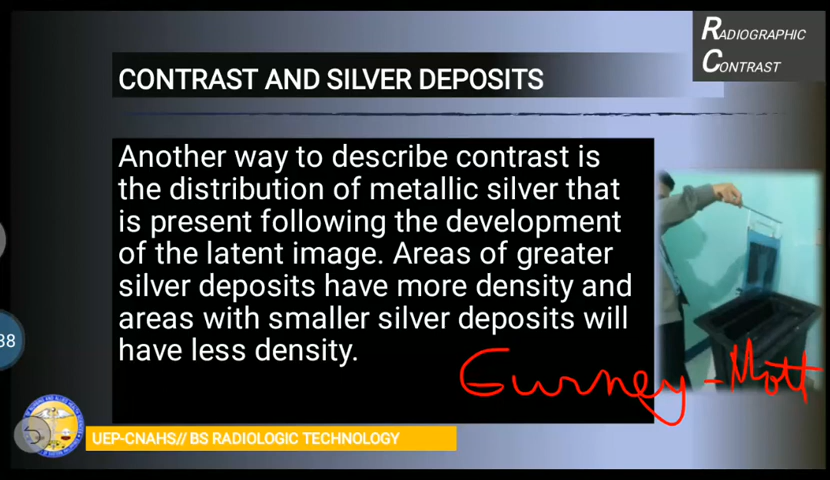 RADIOGRAPHIC
CONTRAST
CONTRAST AND SILVER DEPOSITS
Another way to describe contrast is
the distribution of metallic silver that
is present following the development
of the latent image. Areas of greater
silver deposits have more density and
areas with smaller silver deposits will
have less density.
38
Gurney-Mott
UEP-CNAHS// BS RADIOLOGIC TECHNOLOGY